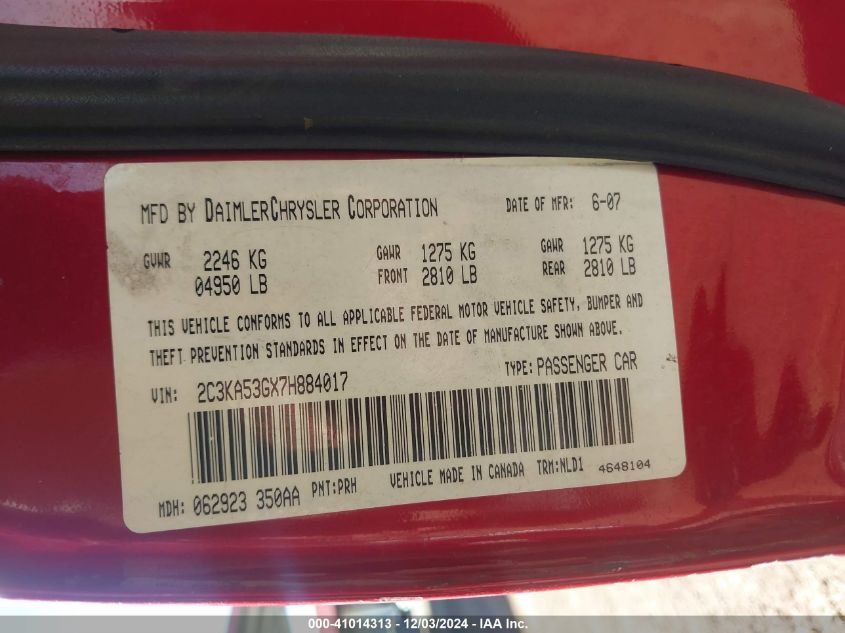 MFD BY DAIMLERCHRYSLER CORPORATION DATE OF MFR: 6-07
GVWR 2246 KG GAWR 1275 KG GAWR 1275 KG
04950 LB FRONT 2810 LB REAR 2810 LB
THIS VEHICLE CONFORMS TO ALL APPLICABLE FEDERAL MOTOR VEHICLE SAFETY, BUMPER AND
THEFT PREVENTION STANDARDS IN EFFECT ON THE DATE OF MANUFACTURE SHOWN ABOVE.
VIN: 2C3KA53GX7H884017 TYPE: PASSENGER CAR
MDH: 062923 350AA PNT:PRH VEHICLE MADE IN CANADA TRM:NLD1 4648104
000-41014313 - 12/03/2024 - IAA Inc.